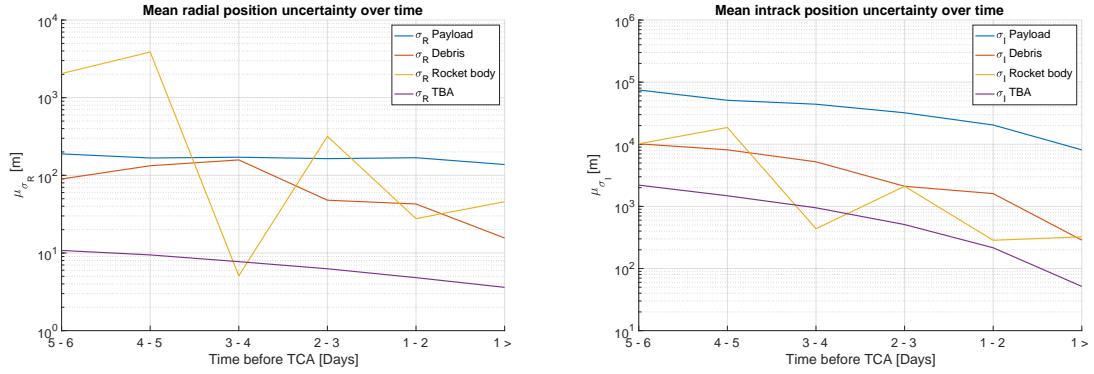 Mean radial position uncertainty over time
10^4
10^3
10^2
10^1
10^0
μ_σ_R [m]
σ_R Payload
σ_R Debris
σ_R Rocket body
σ_R TBA
5 - 6
4 - 5
3 - 4
2 - 3
1 - 2
1 >
Time before TCA [Days]
Mean intrack position uncertainty over time
10^6
10^5
10^4
10^3
10^2
10^1
μ_σ_I [m]
σ_I Payload
σ_I Debris
σ_I Rocket body
σ_I TBA
5 - 6
4 - 5
3 - 4
2 - 3
1 - 2
1 >
Time before TCA [Days]